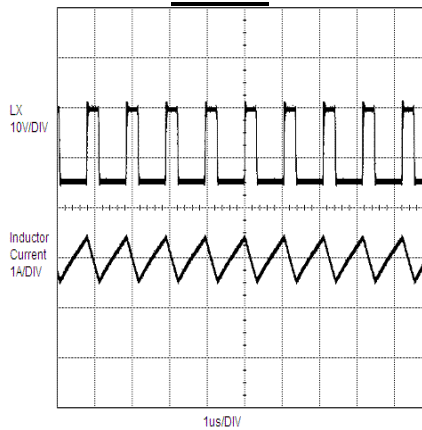 LX
10V/DIV
Inductor
Current
1A/DIV
1us/DIV